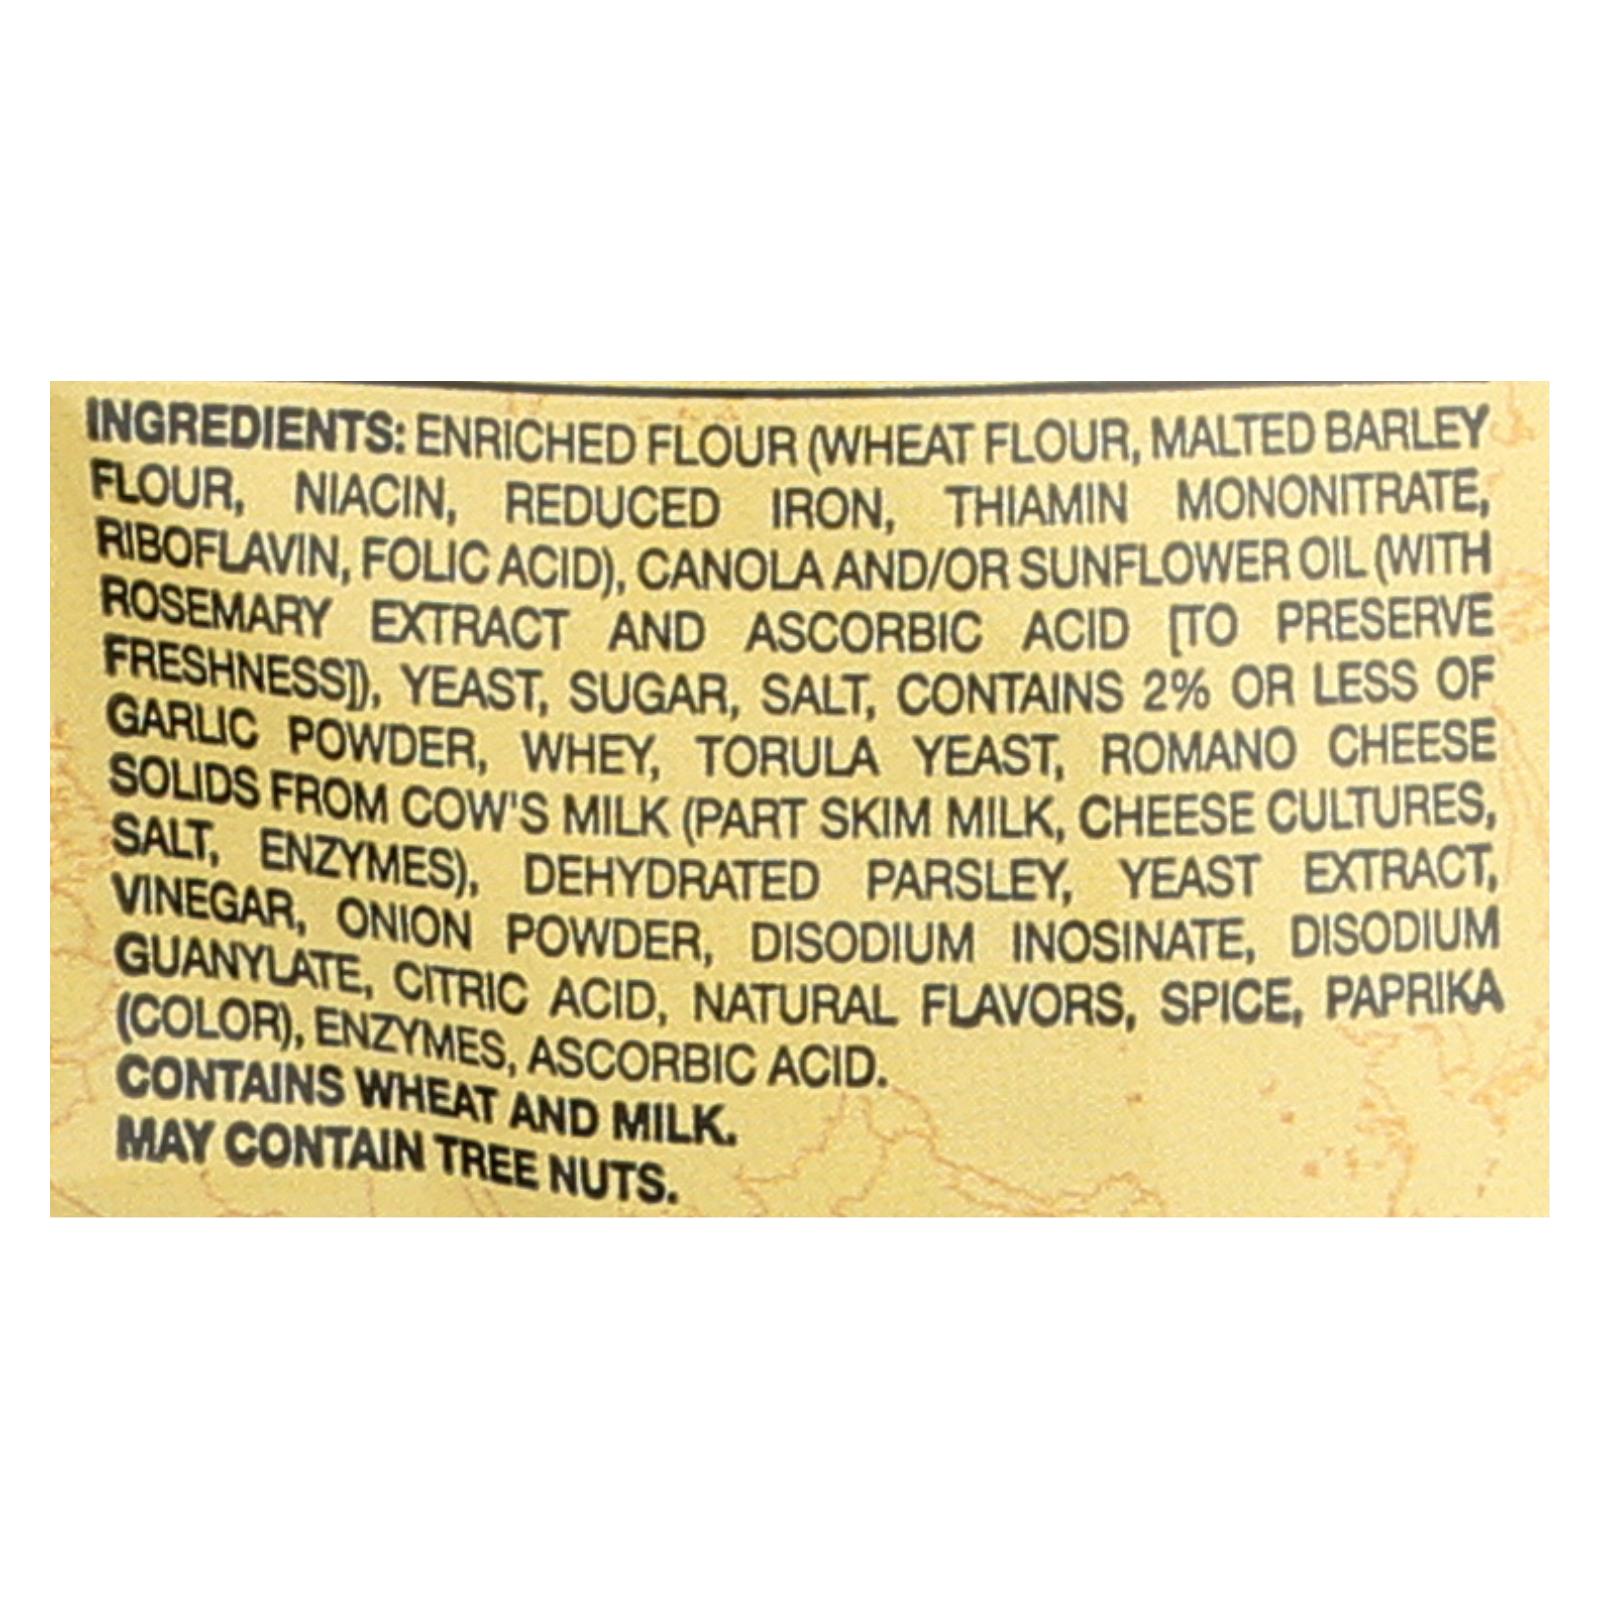 INGREDIENTS: ENRICHED FLOUR (WHEAT FLOUR, MALTED BARLEY
FLOUR, NIACIN, REDUCED IRON, THIAMIN MONONITRATE,
RIBOFLAVIN, FOLIC ACID), CANOLA AND/OR SUNFLOWER OIL (WITH
ROSEMARY EXTRACT AND ASCORBIC ACID [TO PRESERVE
FRESHNESS]), YEAST, SUGAR, SALT, CONTAINS 2% OR LESS OF
GARLIC POWDER, WHEY, TORULA YEAST, ROMANO CHEESE
SOLIDS FROM COW'S MILK (PART SKIM MILK, CHEESE CULTURES,
SALT, ENZYMES), DEHYDRATED PARSLEY, YEAST EXTRACT,
VINEGAR, ONION POWDER, DISODIUM INOSINATE, DISODIUM
GUANYLATE, CITRIC ACID, NATURAL FLAVORS, SPICE, PAPRIKA
(COLOR), ENZYMES, ASCORBIC ACID.
CONTAINS WHEAT AND MILK.
MAY CONTAIN TREE NUTS.